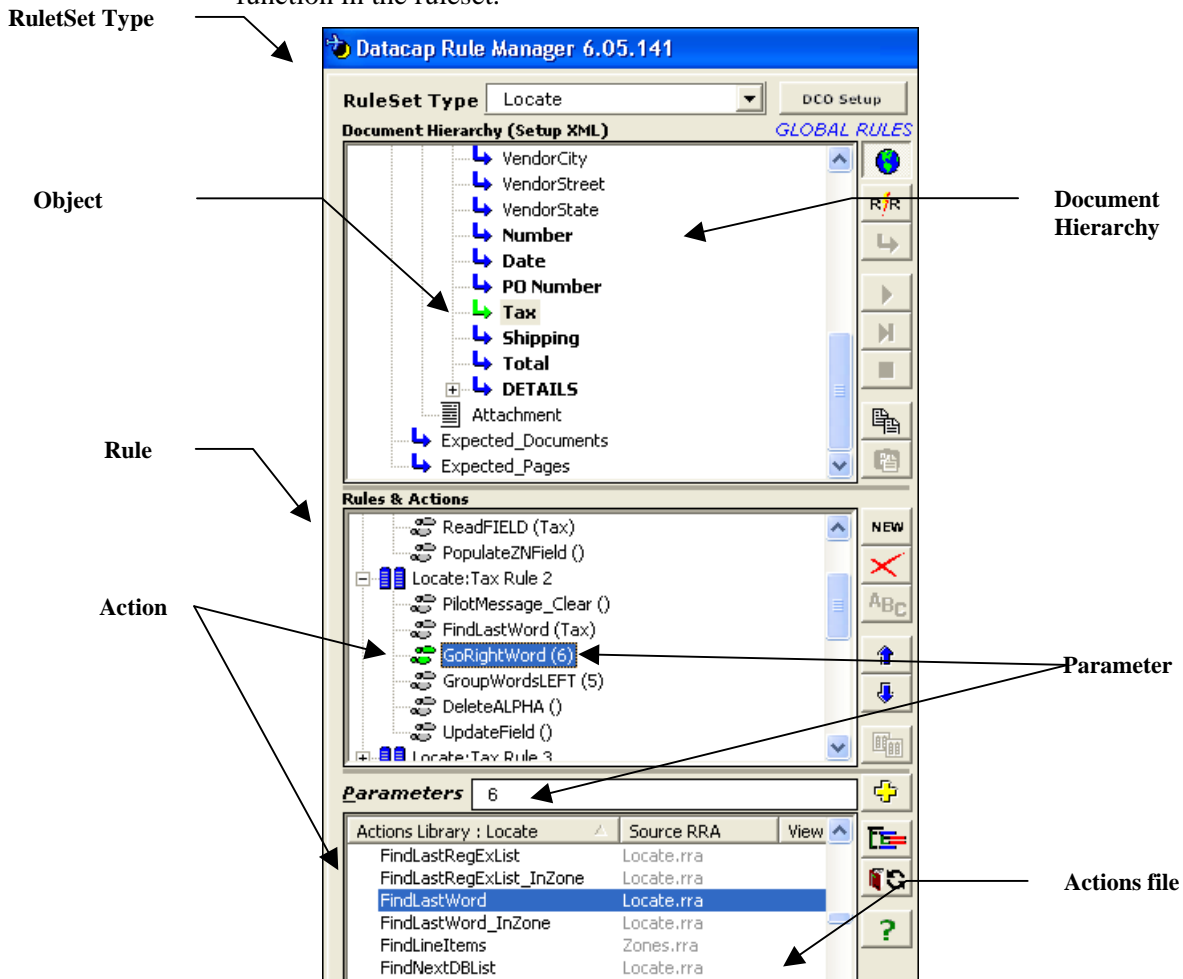 function in the ruleset.
RuletSet Type
Datacap Rule Manager 6.05.141
RuleSet Type Locate DCO Setup
Document Hierarchy (Setup XML) GLOBAL RULES
VendorCity
VendorStreet
VendorState
Number
Date
PO Number
Tax
Shipping
Total
DETAILS
Attachment
Expected_Documents
Expected_Pages
R/R
Object
Document
Hierarchy
Rule
Rules & Actions
ReadFIELD (Tax)
PopulateZNField ()
Locate:Tax Rule 2
PilotMessage_Clear ()
FindLastWord (Tax)
GoRightWord (6)
GroupWordsLEFT (5)
DeleteALPHA ()
UpdateField ()
Locate:Tax Rule 3
NEW
ABC
Action
Parameter
Parameters 6
Actions Library : Locate Source RRA View
FindLastRegExList Locate.rra
FindLastRegExList_InZone Locate.rra
FindLastWord Locate.rra
FindLastWord_InZone Locate.rra
FindLineItems Zones.rra
FindNextDBList Locate.rra
?
Actions file